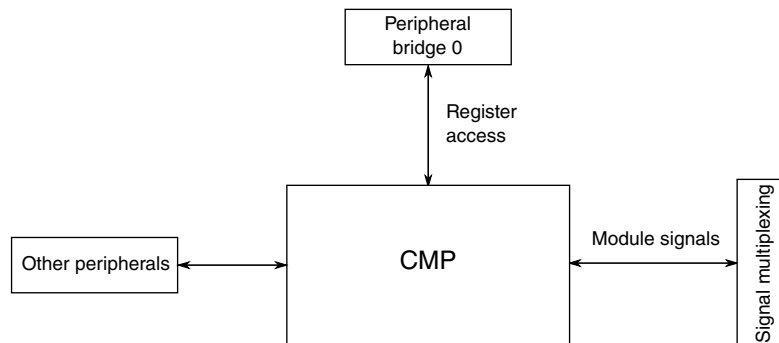 Peripheral
bridge 0
Register
access
CMP
Module signals
Other peripherals
Signal multiplexing